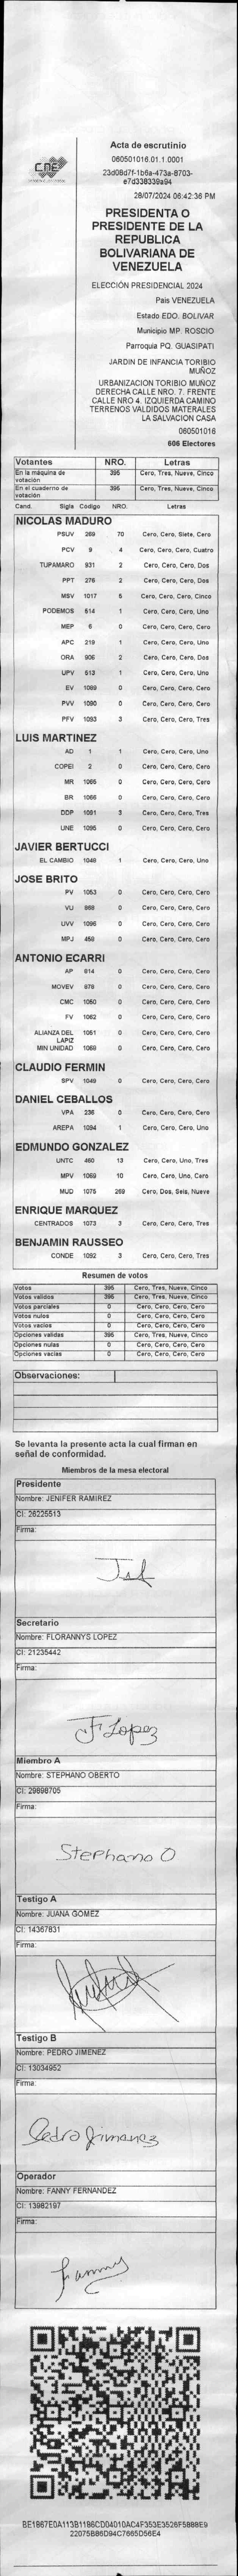 CNE
Acta de escrutinio
060501016.01.1.0001
23d08d7f-1b6a-473a-8703-
e7d338339a94
28/07/2024 06:42:36 PM
PRESIDENTA O
PRESIDENTE DE LA
REPUBLICA
BOLIVARIANA DE
VENEZUELA
ELECCIÓN PRESIDENCIAL 2024
Pais VENEZUELA
Estado EDO. BOLIVAR
Municipio MP. ROSCIO
Parroquia PQ. GUASIPATI
JARDIN DE INFANCIA TORIBIO
MUÑOZ
URBANIZACION TORIBIO MUÑOZ
DERECHA CALLE NRO. 7. FRENTE
CALLE NRO 4. IZQUIERDA CAMINO
TERRENOS VALDIDOS MATERALES
LA SALVACION CASA
060501016
606 Electores
Votantes NRO. Letras
En la máquina de votación 395 Cero, Tres, Nueve, Cinco
En el cuaderno de votación 395 Cero, Tres, Nueve, Cinco
Cand. Sigla Código NRO. Letras
NICOLAS MADURO
PSUV 269 70 Cero, Cero, Siete, Cero
PCV 9 4 Cero, Cero, Cero, Cuatro
TUPAMARO 931 2 Cero, Cero, Cero, Dos
PPT 276 2 Cero, Cero, Cero, Dos
MSV 1017 5 Cero, Cero, Cero, Cinco
PODEMOS 514 1 Cero, Cero, Cero, Uno
MEP 6 0 Cero, Cero, Cero, Cero
APC 219 1 Cero, Cero, Cero, Uno
ORA 906 2 Cero, Cero, Cero, Dos
UPV 513 1 Cero, Cero, Cero, Uno
EV 1089 0 Cero, Cero, Cero, Cero
PVV 1090 0 Cero, Cero, Cero, Cero
PFV 1093 3 Cero, Cero, Cero, Tres
LUIS MARTINEZ
AD 1 1 Cero, Cero, Cero, Uno
COPEI 2 0 Cero, Cero, Cero, Cero
MR 1065 0 Cero, Cero, Cero, Cero
BR 1066 0 Cero, Cero, Cero, Cero
DDP 1091 3 Cero, Cero, Cero, Tres
UNE 1095 0 Cero, Cero, Cero, Cero
JAVIER BERTUCCI
EL CAMBIO 1048 1 Cero, Cero, Cero, Uno
JOSE BRITO
PV 1053 0 Cero, Cero, Cero, Cero
VU 868 0 Cero, Cero, Cero, Cero
UVV 1096 0 Cero, Cero, Cero, Cero
MPJ 459 0 Cero, Cero, Cero, Cero
ANTONIO ECARRI
AP 814 0 Cero, Cero, Cero, Cero
MOVEV 878 0 Cero, Cero, Cero, Cero
CMC 1050 0 Cero, Cero, Cero, Cero
FV 1062 0 Cero, Cero, Cero, Cero
ALIANZA DEL LAPIZ 1051 0 Cero, Cero, Cero, Cero
MIN UNIDAD 1068 0 Cero, Cero, Cero, Cero
CLAUDIO FERMIN
SPV 1049 0 Cero, Cero, Cero, Cero
DANIEL CEBALLOS
VPA 236 0 Cero, Cero, Cero, Cero
AREPA 1094 1 Cero, Cero, Cero, Uno
EDMUNDO GONZALEZ
UNTC 460 13 Cero, Cero, Uno, Tres
MPV 1069 10 Cero, Cero, Uno, Cero
MUD 1075 269 Cero, Dos, Seis, Nueve
ENRIQUE MARQUEZ
CENTRADOS 1073 3 Cero, Cero, Cero, Tres
BENJAMIN RAUSSEO
CONDE 1092 3 Cero, Cero, Cero, Tres
Resumen de votos
Votos 395 Cero, Tres, Nueve, Cinco
Votos validos 395 Cero, Tres, Nueve, Cinco
Votos parciales 0 Cero, Cero, Cero, Cero
Votos nulos 0 Cero, Cero, Cero, Cero
Votos vacios 0 Cero, Cero, Cero, Cero
Opciones validas 395 Cero, Tres, Nueve, Cinco
Opciones nulas 0 Cero, Cero, Cero, Cero
Opciones vacias 0 Cero, Cero, Cero, Cero
Observaciones:
Se levanta la presente acta la cual firman en
señal de conformidad.
Miembros de la mesa electoral
Presidente
Nombre: JENIFER RAMIREZ
CI: 26225513
Firma:
Secretario
Nombre: FLORANNYS LOPEZ
CI: 21235442
Firma:
F Lopez
Miembro A
Nombre: STEPHANO OBERTO
CI: 29898705
Firma:
Stephano O
Testigo A
Nombre: JUANA GOMEZ
CI: 14367831
Firma:
Testigo B
Nombre: PEDRO JIMENEZ
CI: 13034952
Firma:
Pedro Jimenez
Operador
Nombre: FANNY FERNANDEZ
CI: 13982197
Firma:
Fanny
BE1867E0A113B1186CD04010AC4F353E3526F5888E9
22075B86D94C7665D56E4